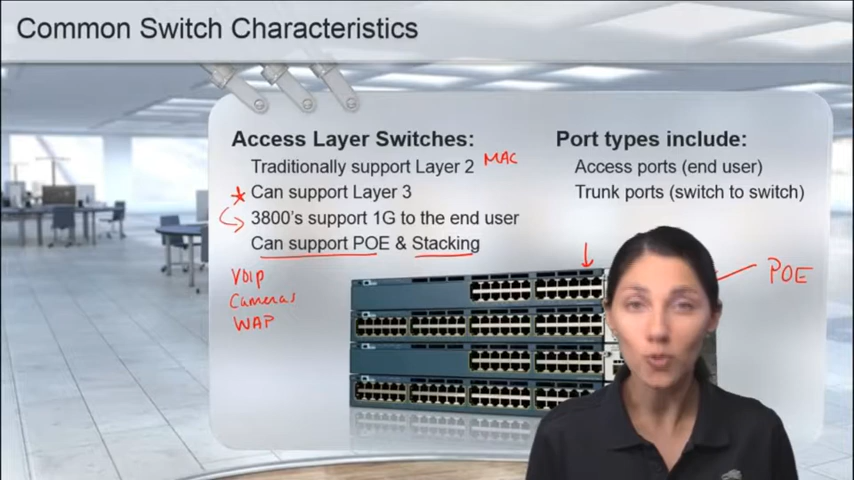 Common Switch Characteristics
Access Layer Switches:
Traditionally support Layer 2 MAC
Can support Layer 3
3800's support 1G to the end user
Can support POE & Stacking
VOIP
Cameras
WAP
Port types include:
Access ports (end user)
Trunk ports (switch to switch)
POE